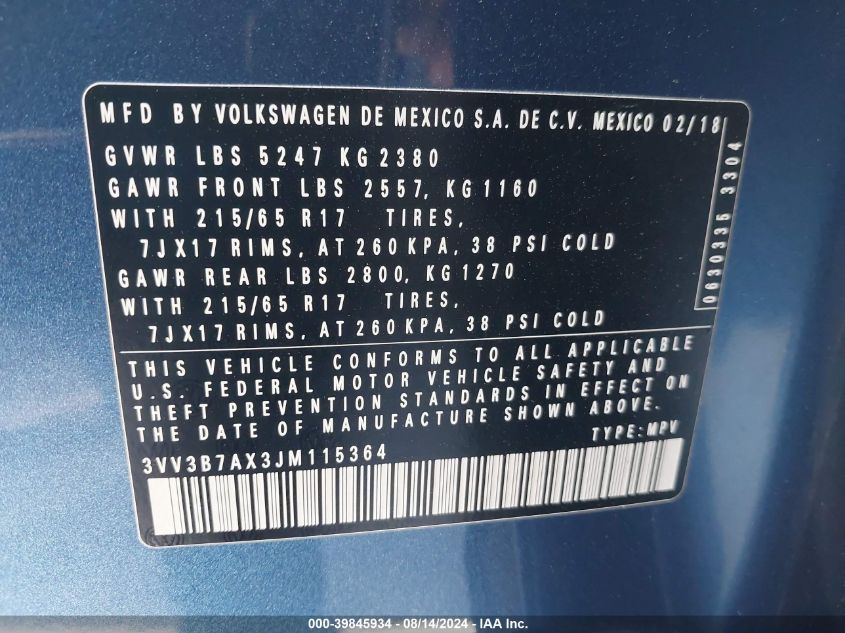 MFD BY VOLKSWAGEN DE MEXICO S.A. DE C.V. MEXICO 02/18
GVWR LBS 5247 KG 2380
GAWR FRONT LBS 2557, KG 1160
WITH 215/65 R17 TIRES,
7JX17 RIMS, AT 260 KPA, 38 PSI COLD
GAWR REAR LBS 2800, KG 1270
WITH 215/65 R17 TIRES,
7JX17 RIMS, AT 260 KPA, 38 PSI COLD
0630335 3304
THIS VEHICLE CONFORMS TO ALL APPLICABLE
U.S. FEDERAL MOTOR VEHICLE SAFETY AND
THEFT PREVENTION STANDARDS IN EFFECT ON
THE DATE OF MANUFACTURE SHOWN ABOVE.
TYPE: MPV
3VV3B7AX3JM115364
000-39845934 - 08/14/2024 - IAA Inc.